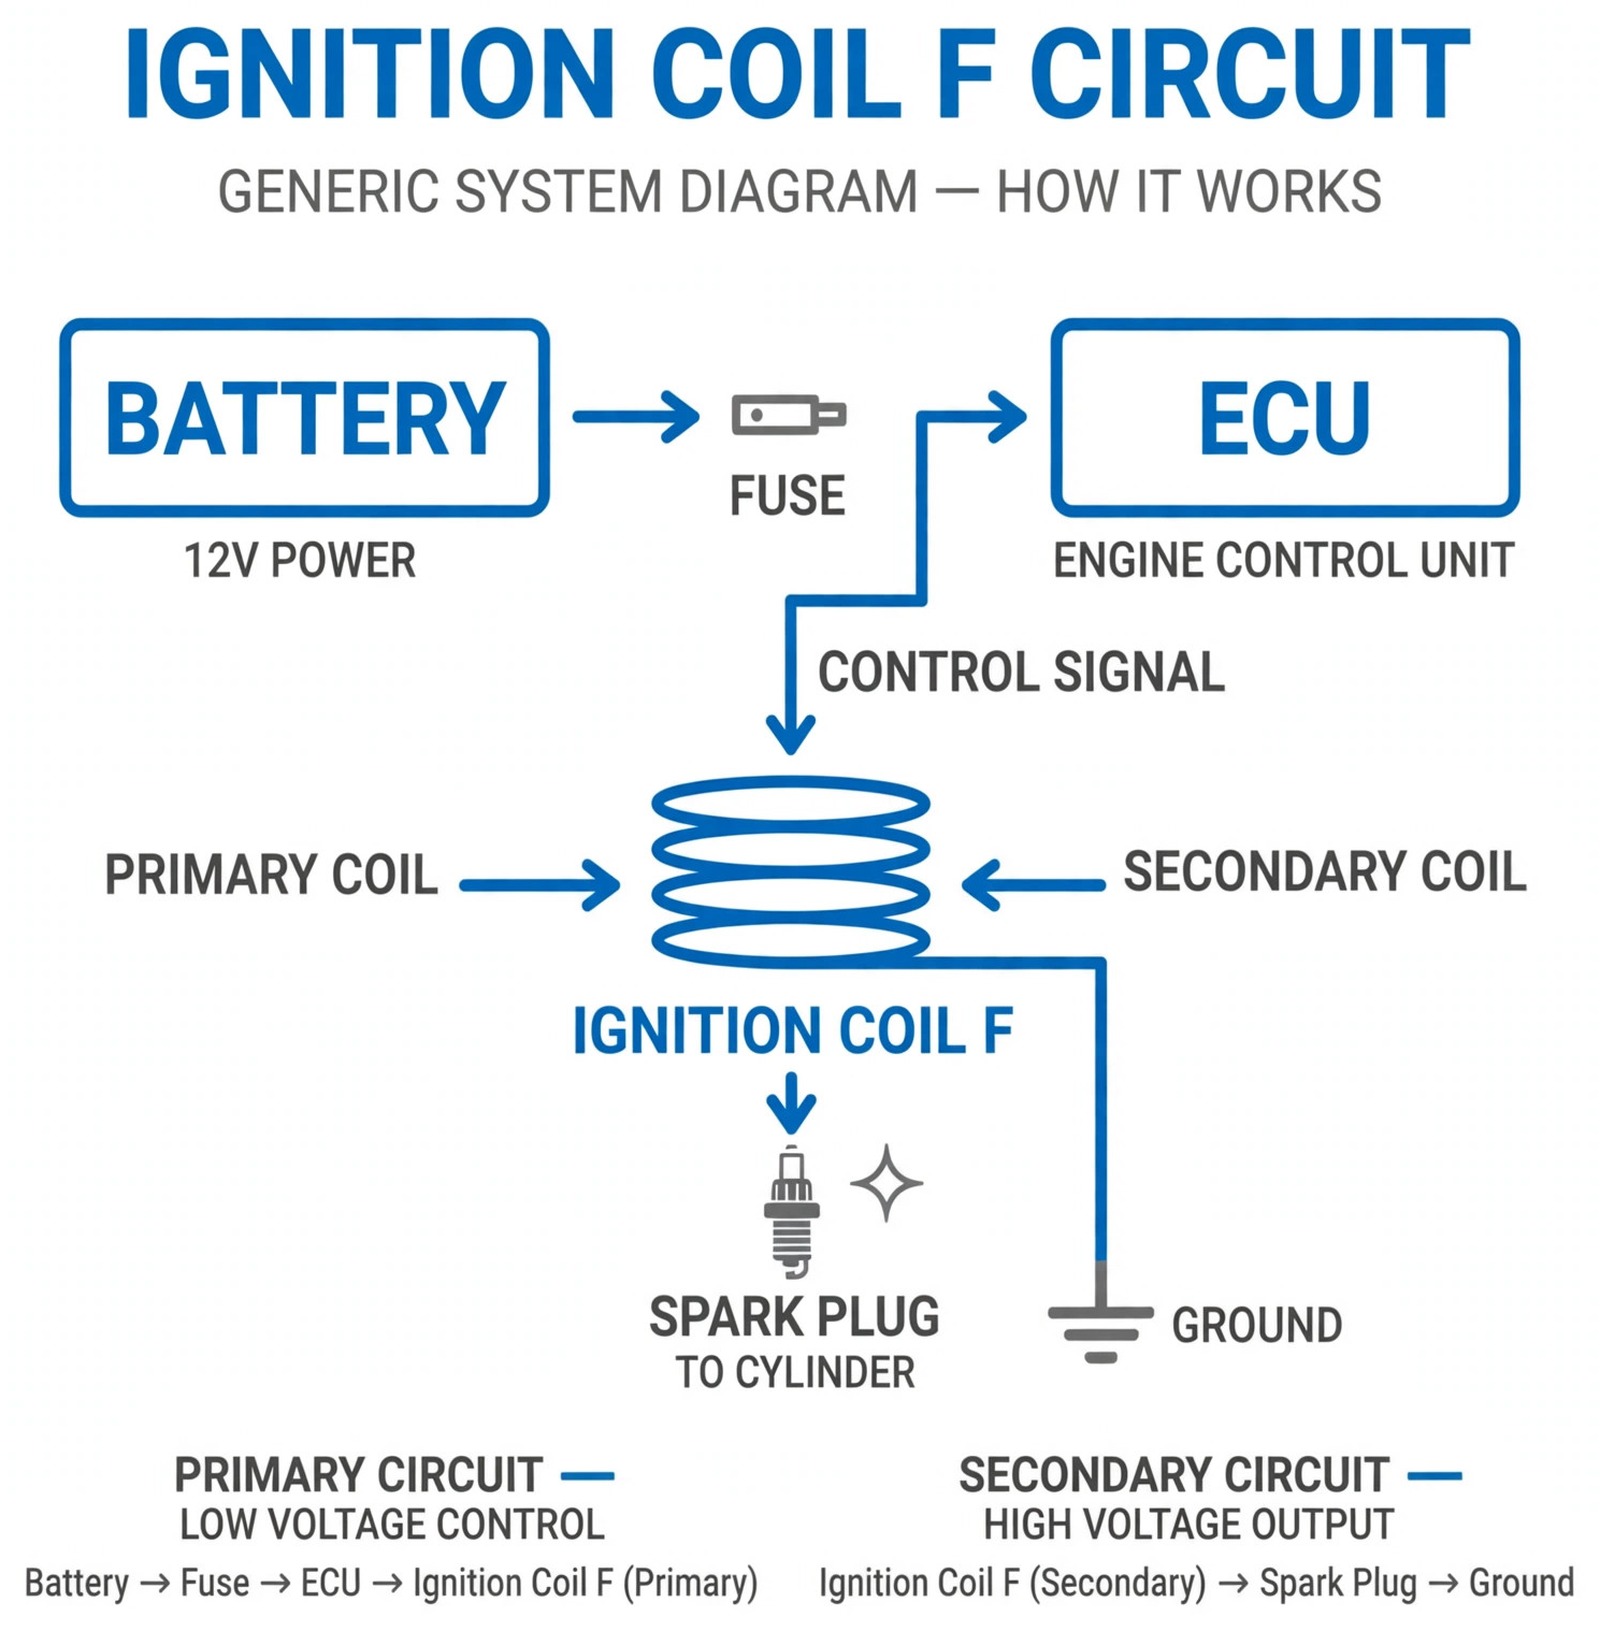 IGNITION COIL F CIRCUIT
GENERIC SYSTEM DIAGRAM — HOW IT WORKS
BATTERY
12V POWER
FUSE
ECU
ENGINE CONTROL UNIT
CONTROL SIGNAL
PRIMARY COIL
SECONDARY COIL
IGNITION COIL F
SPARK PLUG
TO CYLINDER
GROUND
PRIMARY CIRCUIT
LOW VOLTAGE CONTROL
Battery → Fuse → ECU → Ignition Coil F (Primary)
SECONDARY CIRCUIT
HIGH VOLTAGE OUTPUT
Ignition Coil F (Secondary) → Spark Plug → Ground